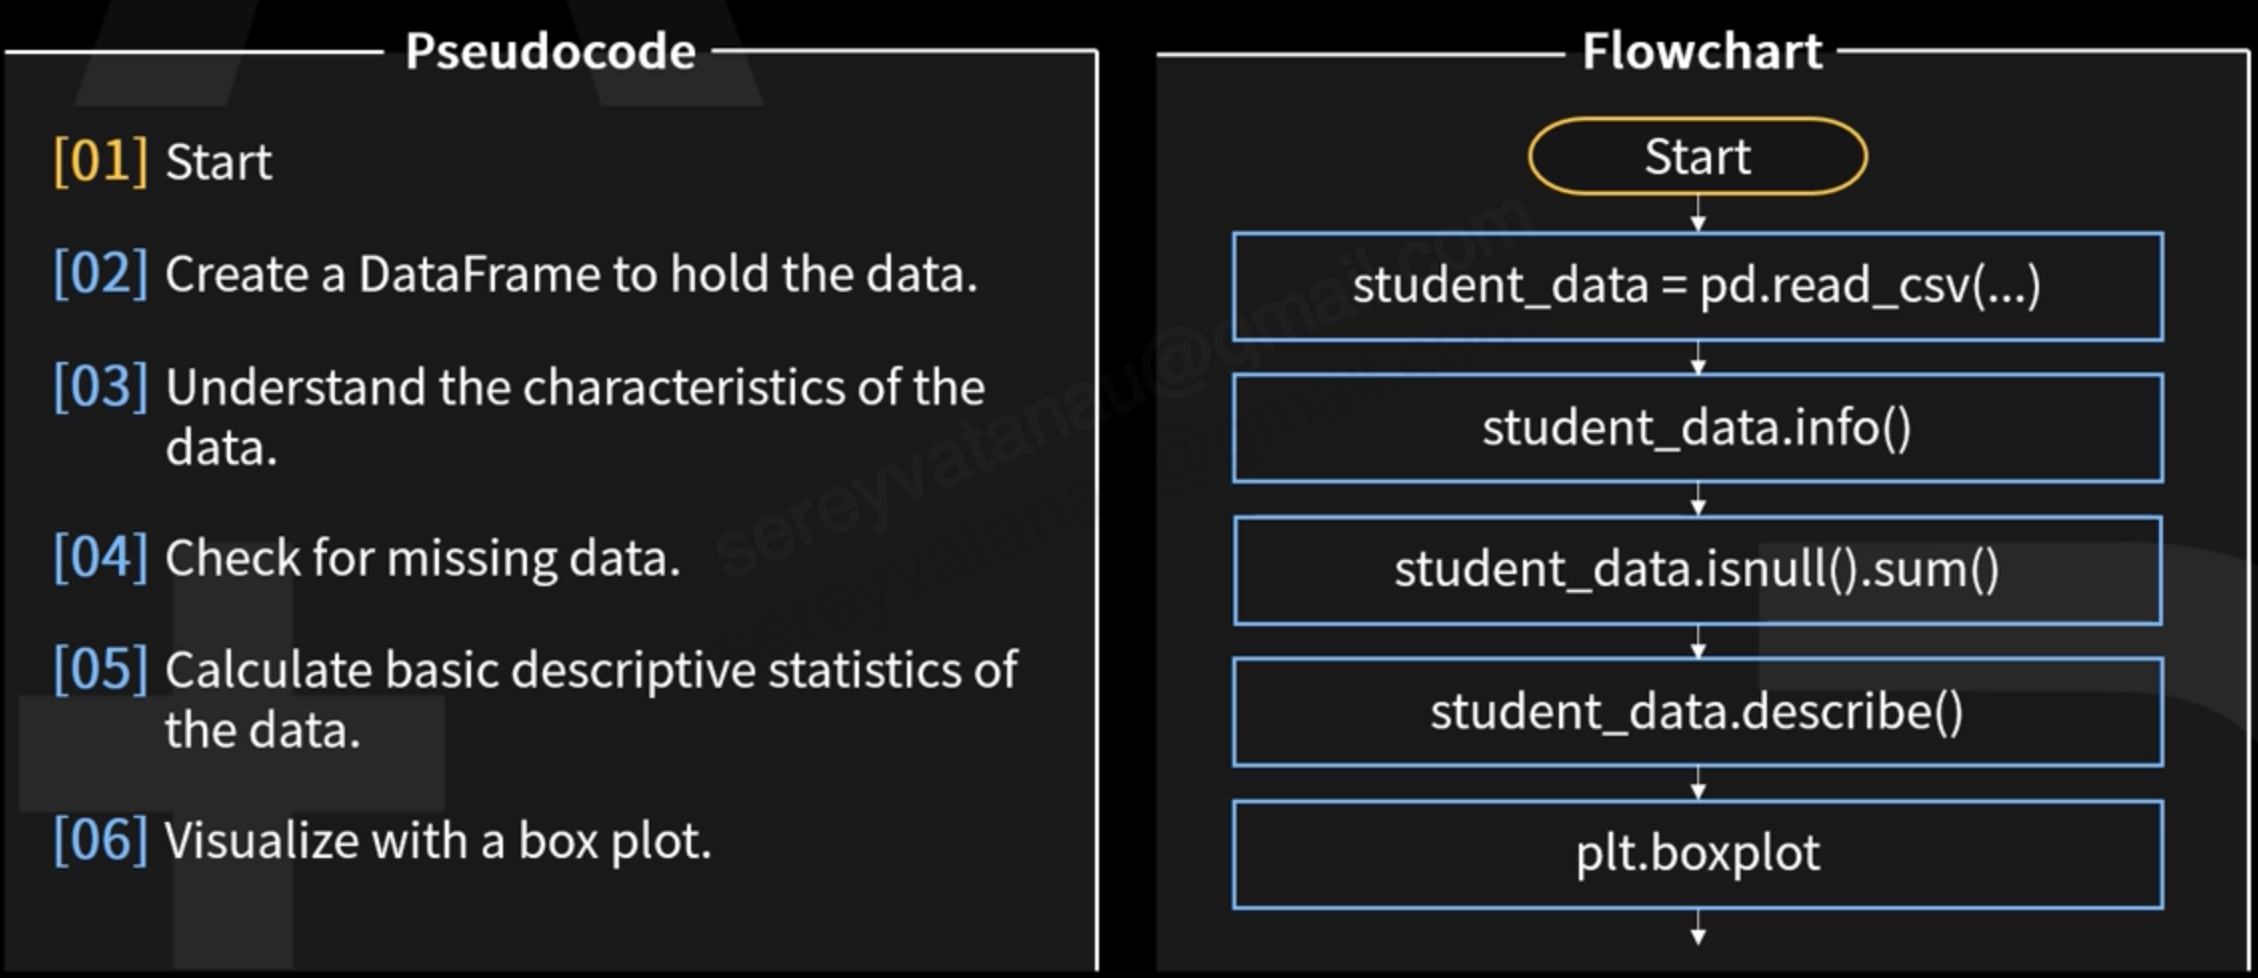 Pseudocode
[01] Start
[02] Create a DataFrame to hold the data.
[03] Understand the characteristics of the
data.
[04] Check for missing data.
[05] Calculate basic descriptive statistics of
the data.
[06] Visualize with a box plot.
Flowchart
Start
student_data = pd.read_csv(...)
student_data.info()
student_data.isnull().sum()
student_data.describe()
plt.boxplot
sereyvatanau@gmail.com